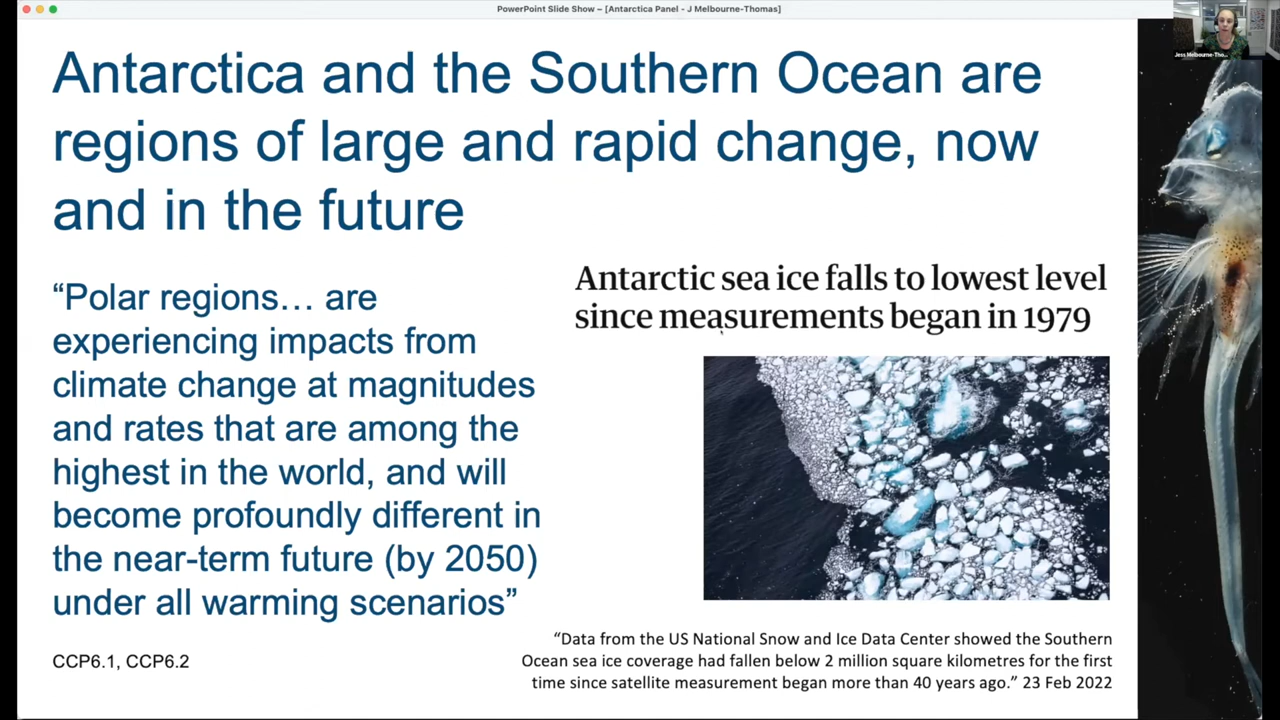 PowerPoint Slide Show ~ [Antarctica Panel - J Melbourne-Thomas]
Jess Melbourne-Tho...
Antarctica and the Southern Ocean are
regions of large and rapid change, now
and in the future
“Polar regions… are
experiencing impacts from
climate change at magnitudes
and rates that are among the
highest in the world, and will
become profoundly different in
the near-term future (by 2050)
under all warming scenarios”
CCP6.1, CCP6.2
Antarctic sea ice falls to lowest level
since measurements began in 1979
“Data from the US National Snow and Ice Data Center showed the Southern
Ocean sea ice coverage had fallen below 2 million square kilometres for the first
time since satellite measurement began more than 40 years ago.” 23 Feb 2022